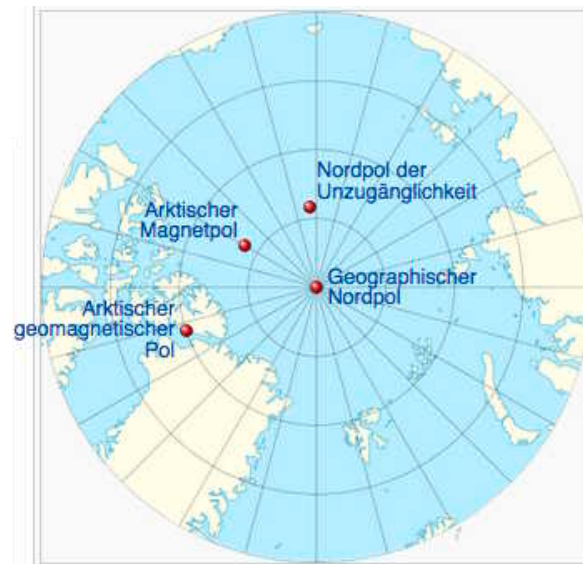 Nordpol der
Unzugänglichkeit
Arktischer
Magnetpol
Geographischer
Nordpol
Arktischer
geomagnetischer
Pol